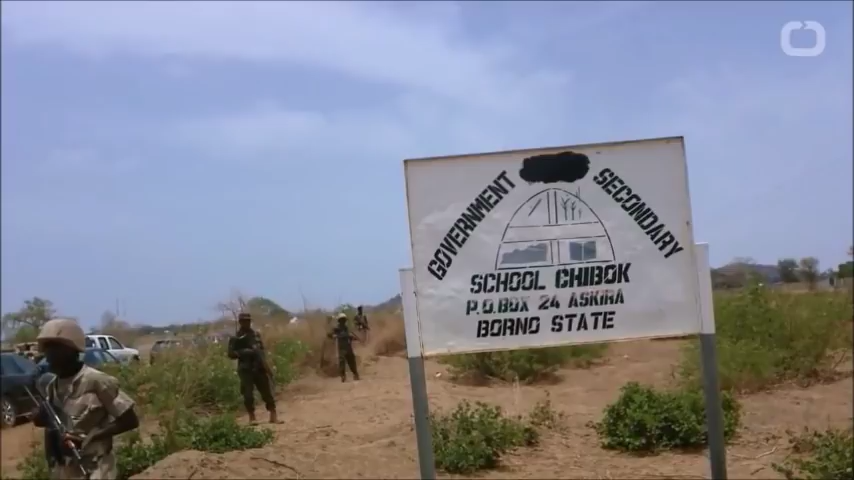 GOVERNMENT SECONDARY
SCHOOL CHIBOK
P.O.BOX 24 ASKIRA
BORNO STATE